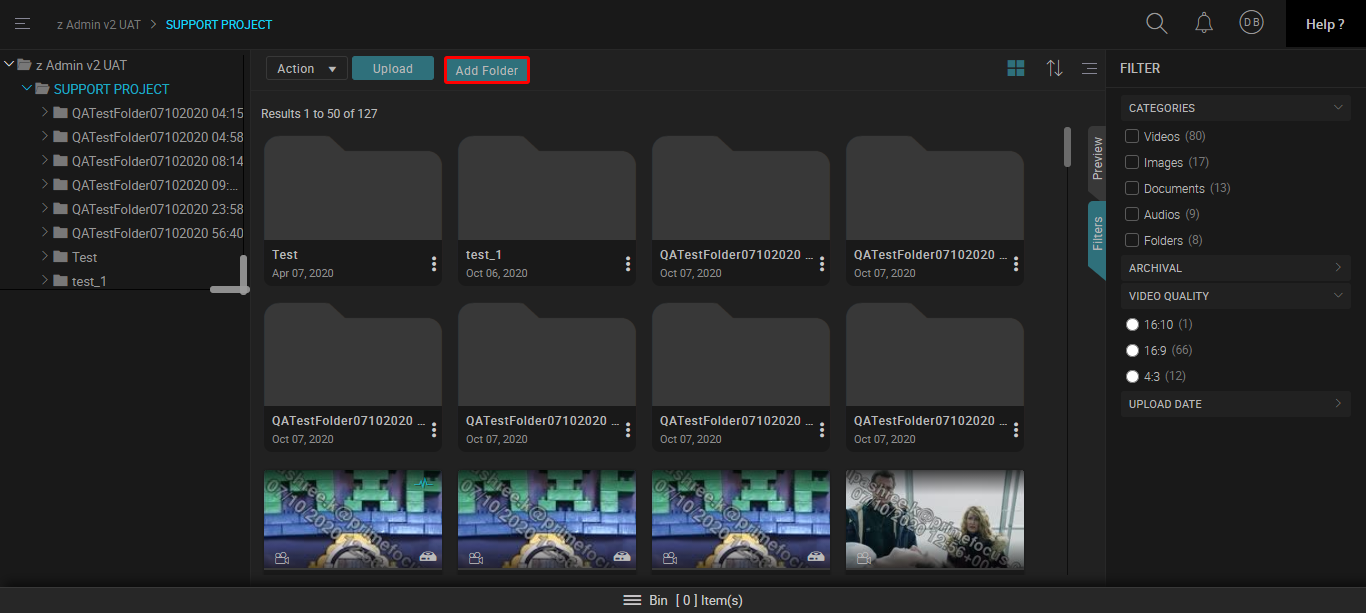 z Admin v2 UAT > SUPPORT PROJECT
D B
Help ?
z Admin v2 UAT
SUPPORT PROJECT
QATestFolder07102020 04:15
QATestFolder07102020 04:58
QATestFolder07102020 08:14
QATestFolder07102020 09:...
QATestFolder07102020 23:58
QATestFolder07102020 56:40
Test
test_1
Action
Upload
Add Folder
Results 1 to 50 of 127
Test
Apr 07, 2020
test_1
Oct 06, 2020
QATestFolder07102020 ...
Oct 07, 2020
QATestFolder07102020 ...
Oct 07, 2020
QATestFolder07102020 ...
Oct 07, 2020
QATestFolder07102020 ...
Oct 07, 2020
QATestFolder07102020 ...
Oct 07, 2020
QATestFolder07102020 ...
Oct 07, 2020
Preview
Filters
FILTER
CATEGORIES
Videos (80)
Images (17)
Documents (13)
Audios (9)
Folders (8)
ARCHIVAL
VIDEO QUALITY
16:10 (1)
16:9 (66)
4:3 (12)
UPLOAD DATE
Bin [ 0 ] Item(s)